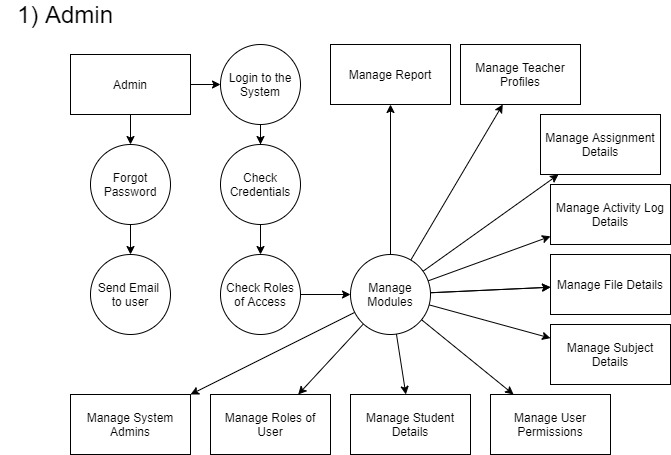 1) Admin
Admin
Login to the
System
Manage Report
Manage Teacher
Profiles
Manage Assignment
Details
Forgot
Password
Check
Credentials
Manage Activity Log
Details
Send Email
to user
Check Roles
of Access
Manage
Modules
Manage File Details
Manage Subject
Details
Manage System
Admins
Manage Roles of
User
Manage Student
Details
Manage User
Permissions